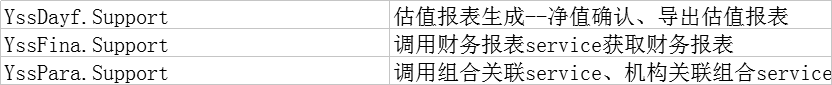 YssDayf.Support 估值报表生成--净值确认、导出估值报表
YssFina.Support 调用财务报表service获取财务报表
YssPara.Support 调用组合关联service、机构关联组合service